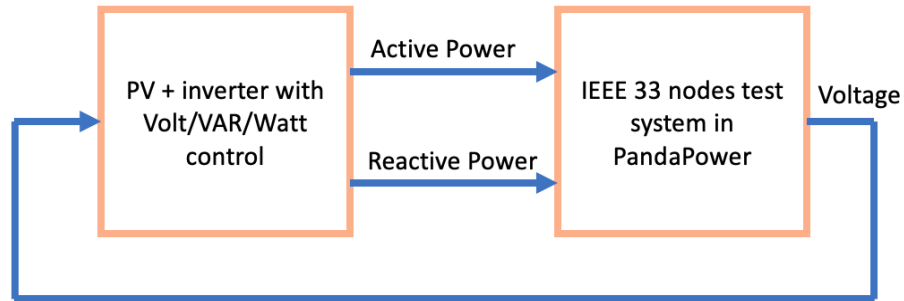 PV + inverter with
Volt/VAR/Watt
control
Active Power
Reactive Power
IEEE 33 nodes test
system in
PandaPower
Voltage